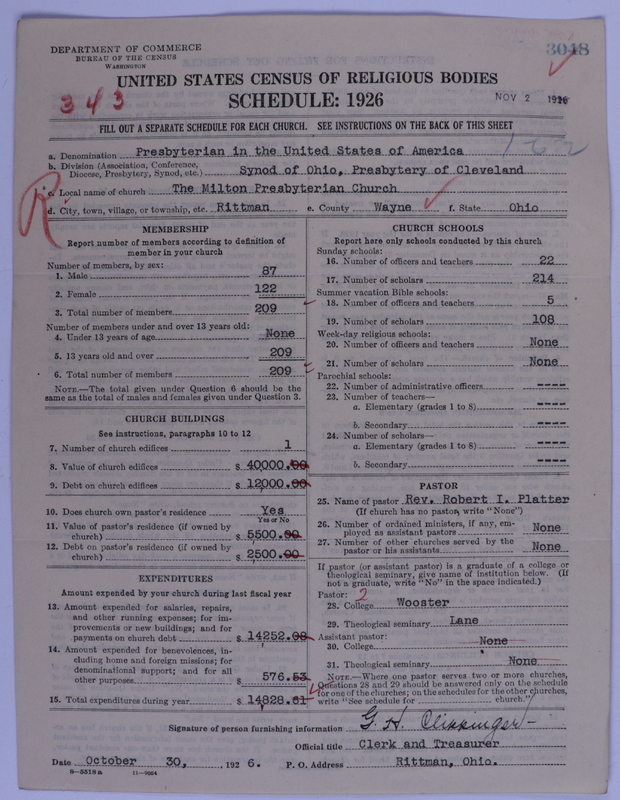 DEPARTMENT OF COMMERCE
BUREAU OF THE CENSUS
WASHINGTON
3048
UNITED STATES CENSUS OF RELIGIOUS BODIES
343
SCHEDULE: 1926
NOV 2 1926
FILL OUT A SEPARATE SCHEDULE FOR EACH CHURCH. SEE INSTRUCTIONS ON THE BACK OF THIS SHEET
162
a. Denomination Presbyterian in the United States of America
b. Division (Association, Conference, Diocese, Presbytery, Synod, etc.) Synod of Ohio, Presbytery of Cleveland
R
c. Local name of church The Milton Presbyterian Church
d. City, town, village, or township, etc. Rittman e. County Wayne f. State Ohio
MEMBERSHIP
Report number of members according to definition of
member in your church
Number of members, by sex:
1. Male 87
2. Female 122
3. Total number of members 209
Number of members under and over 13 years old:
4. Under 13 years of age None
5. 13 years old and over 209
6. Total number of members 209
NOTE.—The total given under Question 6 should be the
same as the total of males and females given under Question 3.
CHURCH BUILDINGS
See instructions, paragraphs 10 to 12
7. Number of church edifices 1
8. Value of church edifices $ 40000.00
9. Debt on church edifices $ 12000.00
10. Does church own pastor's residence Yes
Yes or No
11. Value of pastor's residence (if owned by
church) $ 5500.00
12. Debt on pastor's residence (if owned by
church) $ 2500.00
EXPENDITURES
Amount expended by your church during last fiscal year
13. Amount expended for salaries, repairs,
and other running expenses; for im-
provements or new buildings; and for
payments on church debt $ 14252.08
14. Amount expended for benevolences, in-
cluding home and foreign missions; for
denominational support; and for all
other purposes $ 576.53
15. Total expenditures during year $ 14828.61
CHURCH SCHOOLS
Report here only schools conducted by this church
Sunday schools:
16. Number of officers and teachers 22
17. Number of scholars 214
Summer vacation Bible schools:
18. Number of officers and teachers 5
19. Number of scholars 108
Week-day religious schools:
20. Number of officers and teachers None
21. Number of scholars None
Parochial schools:
22. Number of administrative officers ----
23. Number of teachers—
a. Elementary (grades 1 to 8) ----
b. Secondary ----
24. Number of scholars—
a. Elementary (grades 1 to 8) ----
b. Secondary ----
PASTOR
25. Name of pastor Rev. Robert I. Platter
(If church has no pastor, write "None")
26. Number of ordained ministers, if any, em-
ployed as assistant pastors None
27. Number of other churches served by the
pastor or his assistants None
If pastor (or assistant pastor) is a graduate of a college or
theological seminary, give name of institution below. (If
not a graduate, write "No" in the space indicated.)
Pastor: 2
28. College Wooster
29. Theological seminary Lane
Assistant pastor:
30. College None
31. Theological seminary None
NOTE.—Where one pastor serves two or more churches,
Questions 28 and 29 should be answered only on the schedule
for one of the churches; on the schedules for the other churches,
write "See schedule for church."
Signature of person furnishing information G. H. Clissinger
Official title Clerk and Treasurer
Date October 30, 1926. P. O. Address Rittman, Ohio.
8—5518a 11—9064